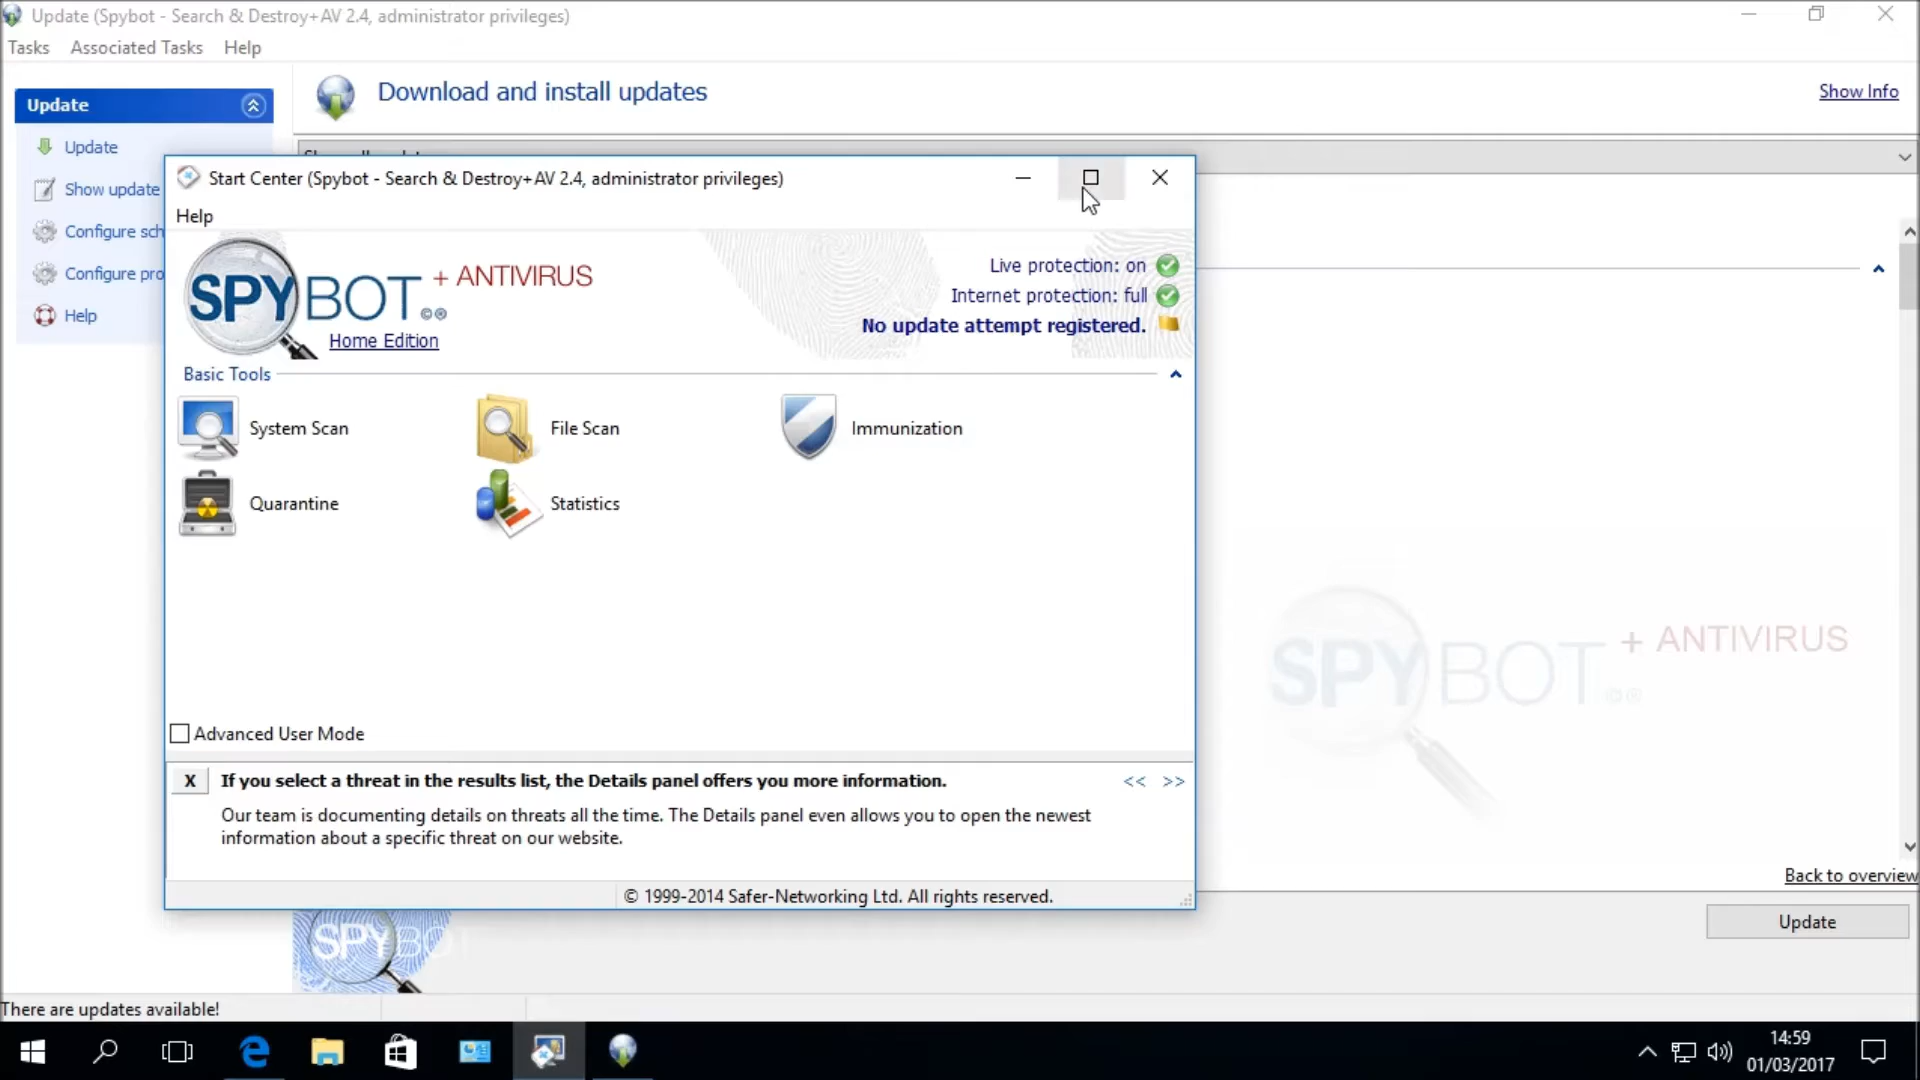 Update (Spybot - Search & Destroy+AV 2.4, administrator privileges)
Tasks Associated Tasks Help
Update
Update
Show update
Configure sch
Configure pro
Help
Download and install updates
Show Info
Start Center (Spybot - Search & Destroy+AV 2.4, administrator privileges)
Help
SPYBOT + ANTIVIRUS
©®
Home Edition
Live protection: on
Internet protection: full
No update attempt registered.
Basic Tools
System Scan File Scan Immunization
Quarantine Statistics
Advanced User Mode
X If you select a threat in the results list, the Details panel offers you more information. << >>
Our team is documenting details on threats all the time. The Details panel even allows you to open the newest
information about a specific threat on our website.
© 1999-2014 Safer-Networking Ltd. All rights reserved.
SPYBOT + ANTIVIRUS
©®
Back to overview
Update
SPYBO
There are updates available!
14:59
01/03/2017